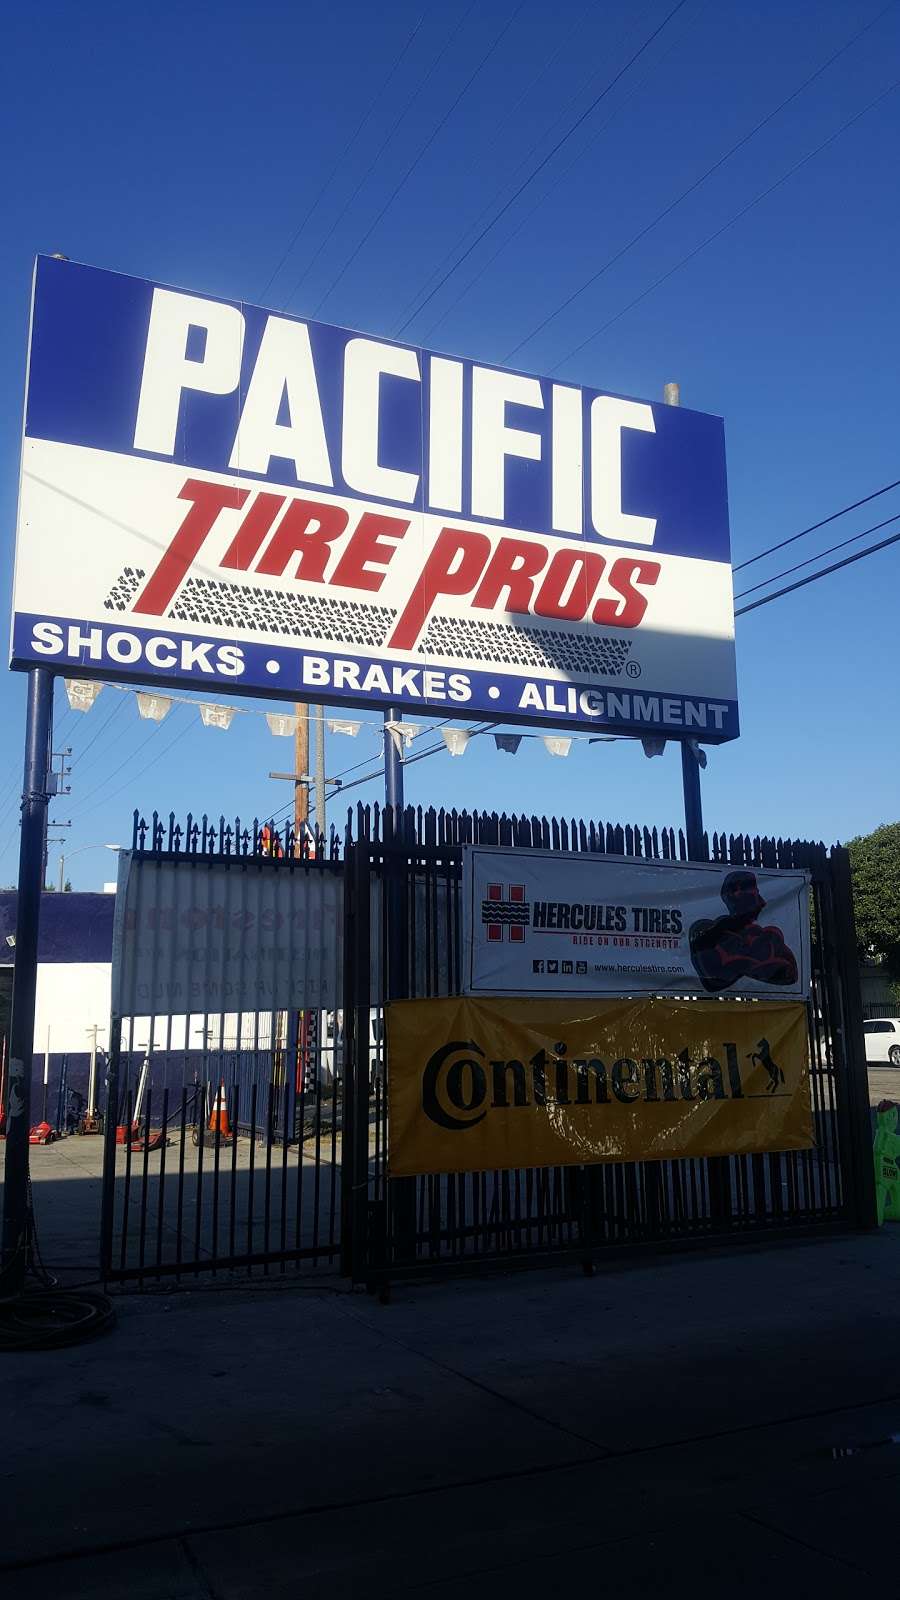 PACIFIC
TIRE PROS
®
SHOCKS • BRAKES • ALIGNMENT
HERCULES TIRES
RIDE ON OUR STRENGTH
www.herculestire.com
Continental